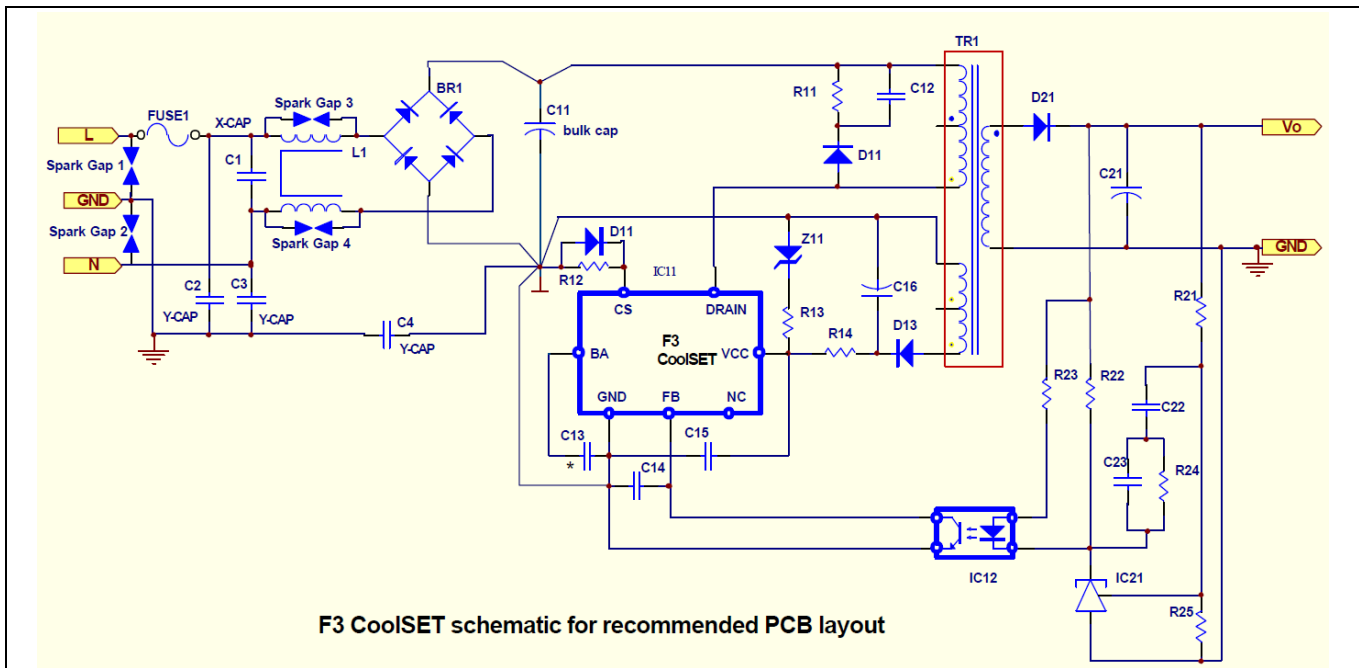 TR1
FUSE1
X-CAP
Spark Gap 3
BR1
C11
bulk cap
R11
C12
D21
L
Vo
Spark Gap 1
C1
L1
D11
C21
GND
Spark Gap 2
Spark Gap 4
N
D11
R12
IC11
Z11
GND
C2
C3
Y-CAP
Y-CAP
C4
Y-CAP
CS
DRAIN
F3
CoolSET
BA
VCC
GND
FB
NC
R13
C16
R14
D13
R21
R23
R22
C22
C13
*
C15
C14
C23
R24
IC12
IC21
R25
F3 CoolSET schematic for recommended PCB layout